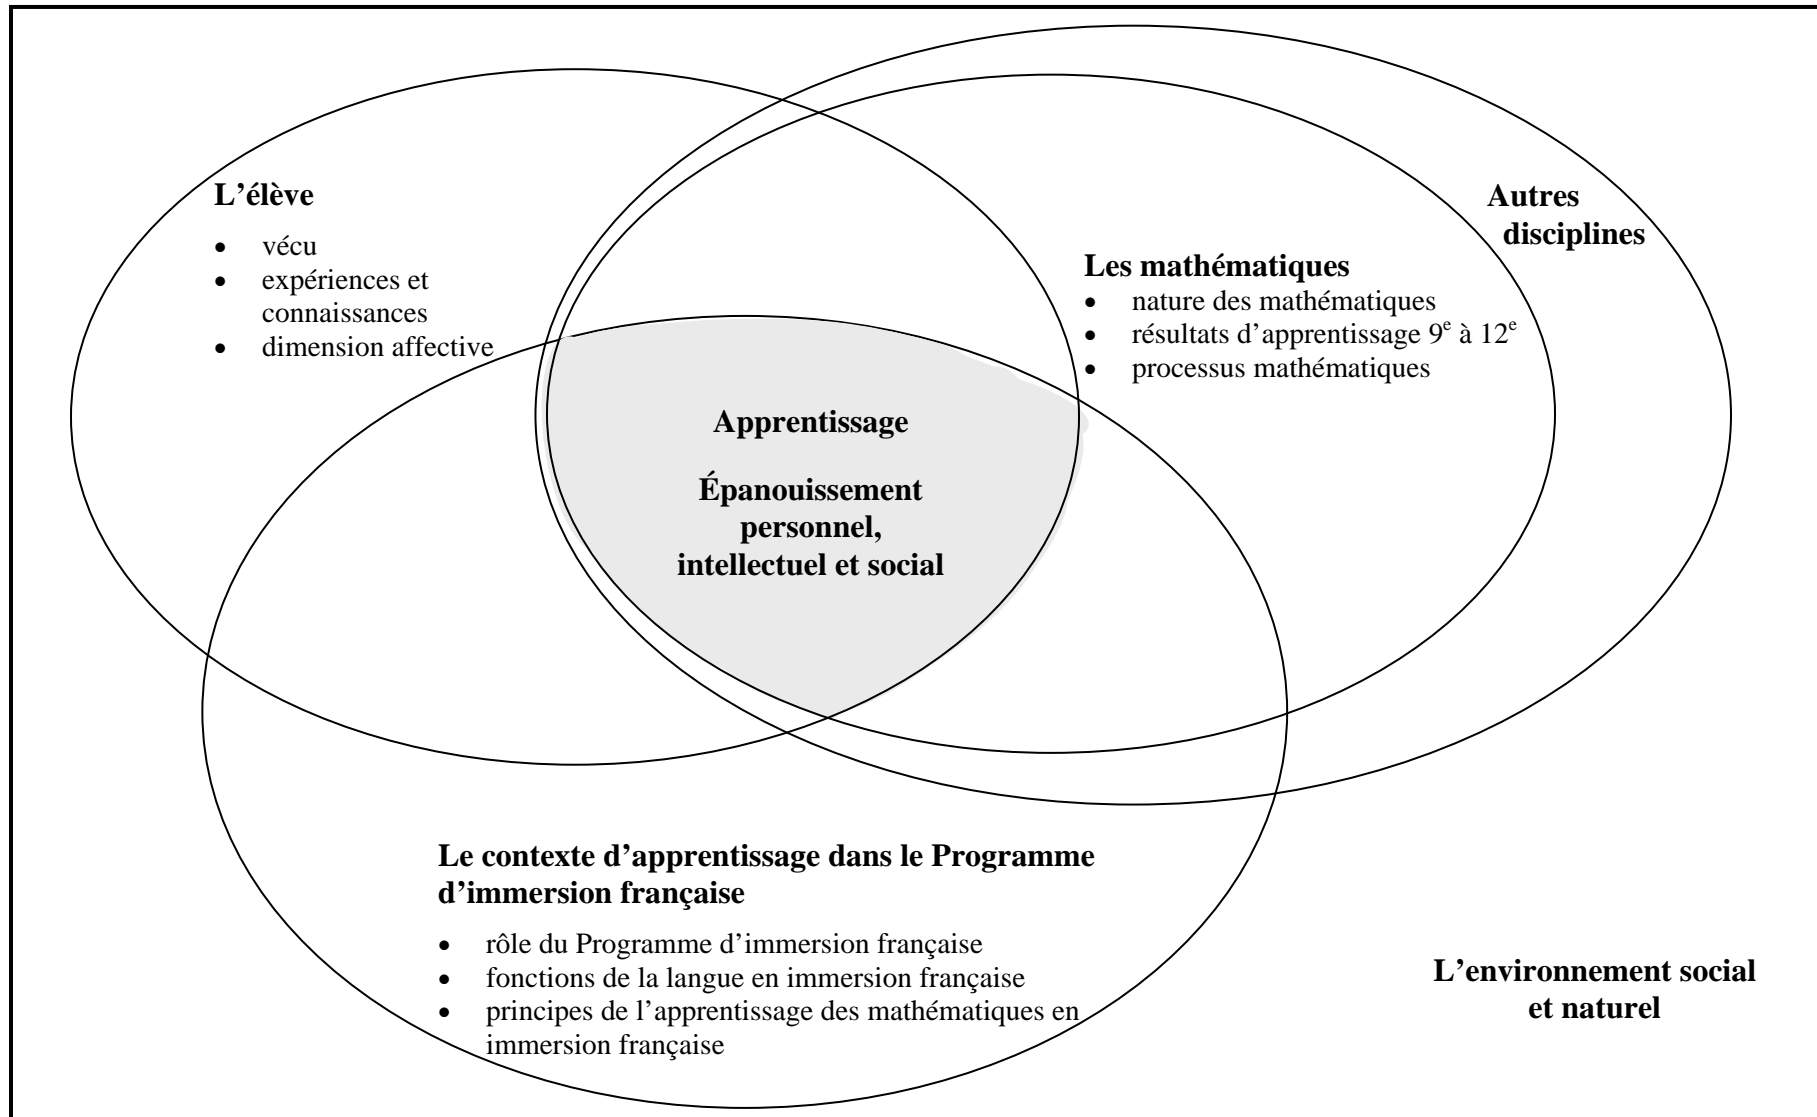 L’élève
• vécu
• expériences et
connaissances
• dimension affective
Autres
disciplines
Les mathématiques
• nature des mathématiques
• résultats d’apprentissage 9e à 12e
• processus mathématiques
Apprentissage
Épanouissement
personnel,
intellectuel et social
Le contexte d’apprentissage dans le Programme
d’immersion française
• rôle du Programme d’immersion française
• fonctions de la langue en immersion française
• principes de l’apprentissage des mathématiques en
immersion française
L’environnement social
et naturel